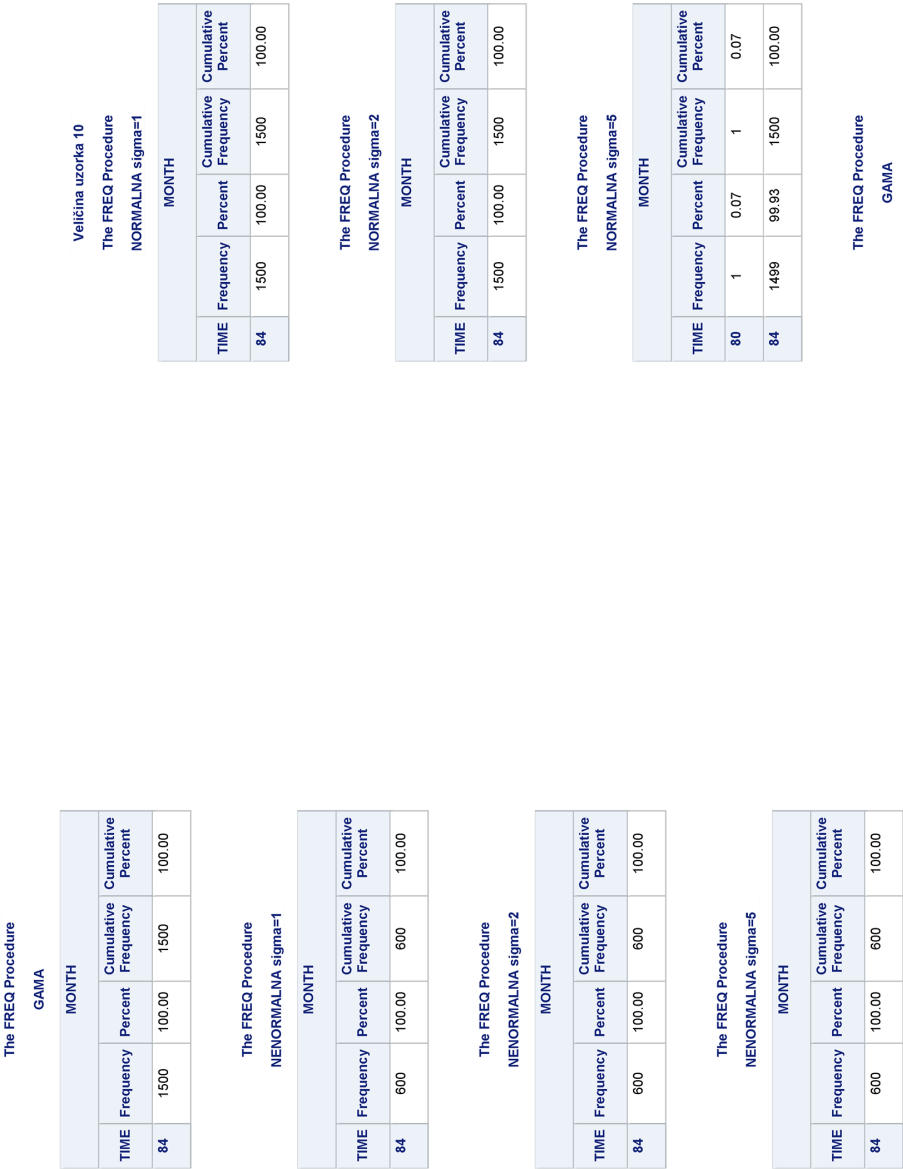 The FREQ Procedure
GAMA
MONTH
TIME Frequency Percent Cumulative Frequency Cumulative Percent
84 1500 100.00 1500 100.00
The FREQ Procedure
NENORMALNA sigma=1
MONTH
TIME Frequency Percent Cumulative Frequency Cumulative Percent
84 600 100.00 600 100.00
The FREQ Procedure
NENORMALNA sigma=2
MONTH
TIME Frequency Percent Cumulative Frequency Cumulative Percent
84 600 100.00 600 100.00
The FREQ Procedure
NENORMALNA sigma=5
MONTH
TIME Frequency Percent Cumulative Frequency Cumulative Percent
84 600 100.00 600 100.00
Veličina uzorka 10
The FREQ Procedure
NORMALNA sigma=1
MONTH
TIME Frequency Percent Cumulative Frequency Cumulative Percent
84 1500 100.00 1500 100.00
The FREQ Procedure
NORMALNA sigma=2
MONTH
TIME Frequency Percent Cumulative Frequency Cumulative Percent
84 1500 100.00 1500 100.00
The FREQ Procedure
NORMALNA sigma=5
MONTH
TIME Frequency Percent Cumulative Frequency Cumulative Percent
80 1 0.07 1 0.07
84 1499 99.93 1500 100.00
The FREQ Procedure
GAMA